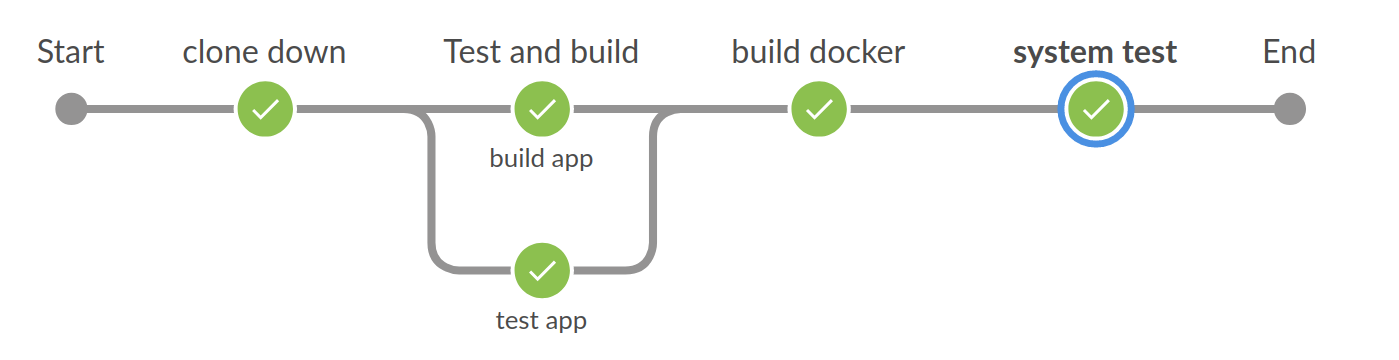 Start
clone down
Test and build
build docker
system test
End
build app
test app